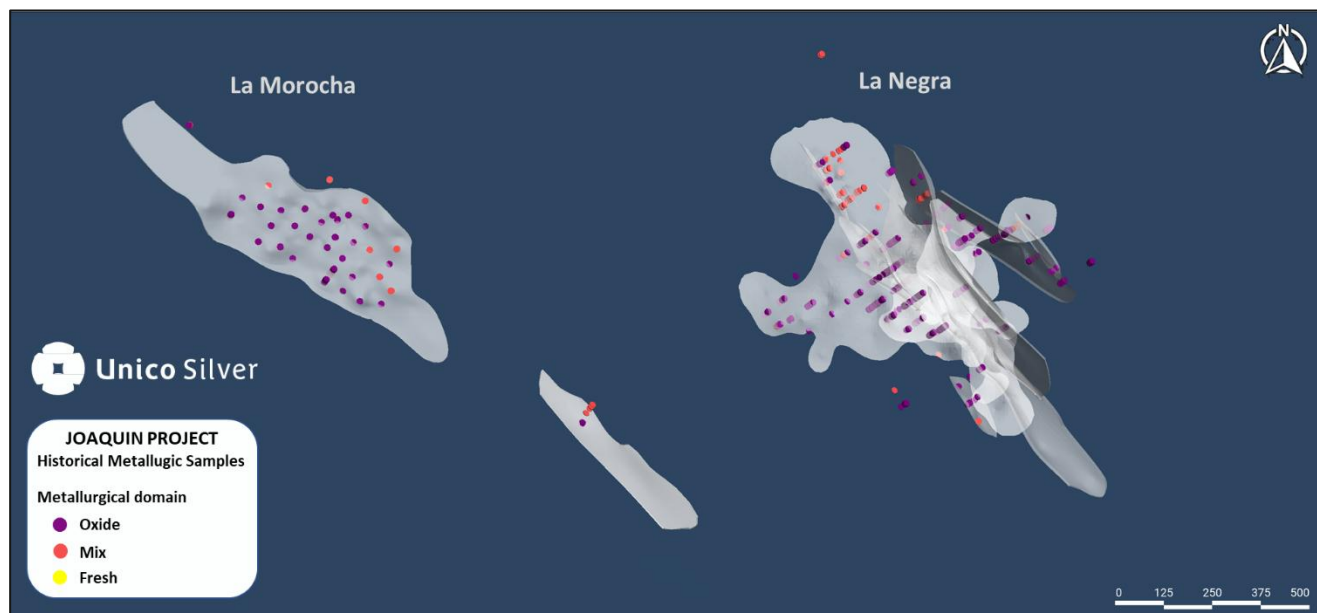 N
La Morocha
La Negra
Unico Silver
JOAQUIN PROJECT
Historical Metallugic Samples
Metallurgical domain
Oxide
Mix
Fresh
0 125 250 375 500